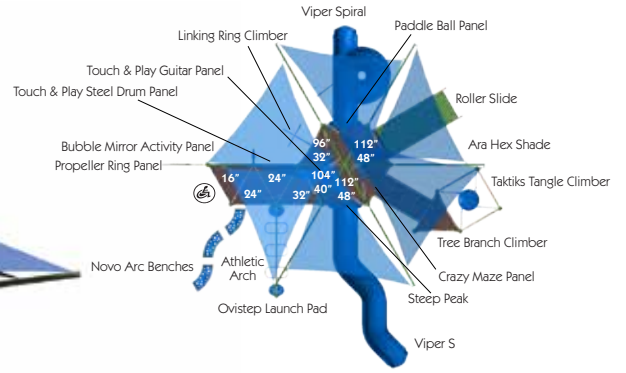 Viper Spiral
Paddle Ball Panel
Linking Ring Climber
Touch & Play Guitar Panel
Touch & Play Steel Drum Panel
Roller Slide
Bubble Mirror Activity Panel
Propeller Ring Panel
Ara Hex Shade
Taktiks Tangle Climber
96"
32"
112"
48"
16"
24"
104"
40"
112"
48"
24"
32"
Tree Branch Climber
Novo Arc Benches
Athletic
Arch
Crazy Maze Panel
Steep Peak
Ovistep Launch Pad
Viper S